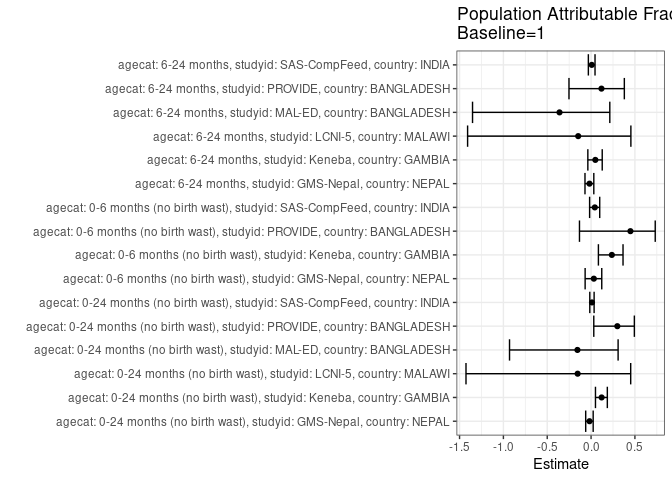 Population Attributable Frac
Baseline=1
agecat: 6-24 months, studyid: SAS-CompFeed, country: INDIA
agecat: 6-24 months, studyid: PROVIDE, country: BANGLADESH
agecat: 6-24 months, studyid: MAL-ED, country: BANGLADESH
agecat: 6-24 months, studyid: LCNI-5, country: MALAWI
agecat: 6-24 months, studyid: Keneba, country: GAMBIA
agecat: 6-24 months, studyid: GMS-Nepal, country: NEPAL
agecat: 0-6 months (no birth wast), studyid: SAS-CompFeed, country: INDIA
agecat: 0-6 months (no birth wast), studyid: PROVIDE, country: BANGLADESH
agecat: 0-6 months (no birth wast), studyid: Keneba, country: GAMBIA
agecat: 0-6 months (no birth wast), studyid: GMS-Nepal, country: NEPAL
agecat: 0-24 months (no birth wast), studyid: SAS-CompFeed, country: INDIA
agecat: 0-24 months (no birth wast), studyid: PROVIDE, country: BANGLADESH
agecat: 0-24 months (no birth wast), studyid: MAL-ED, country: BANGLADESH
agecat: 0-24 months (no birth wast), studyid: LCNI-5, country: MALAWI
agecat: 0-24 months (no birth wast), studyid: Keneba, country: GAMBIA
agecat: 0-24 months (no birth wast), studyid: GMS-Nepal, country: NEPAL
-1.5 -1.0 -0.5 0.0 0.5
Estimate